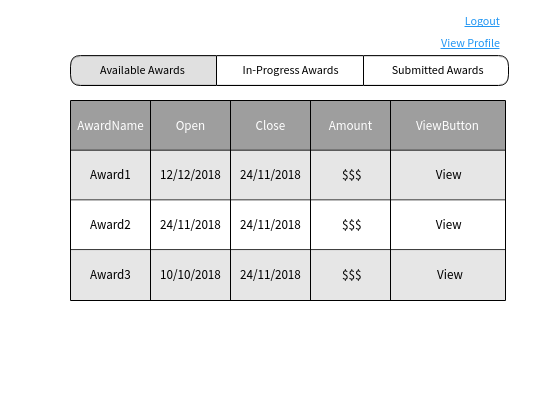 Logout
View Profile
Available Awards In-Progress Awards Submitted Awards
AwardName Open Close Amount ViewButton
Award1 12/12/2018 24/11/2018 $$$ View
Award2 24/11/2018 24/11/2018 $$$ View
Award3 10/10/2018 24/11/2018 $$$ View